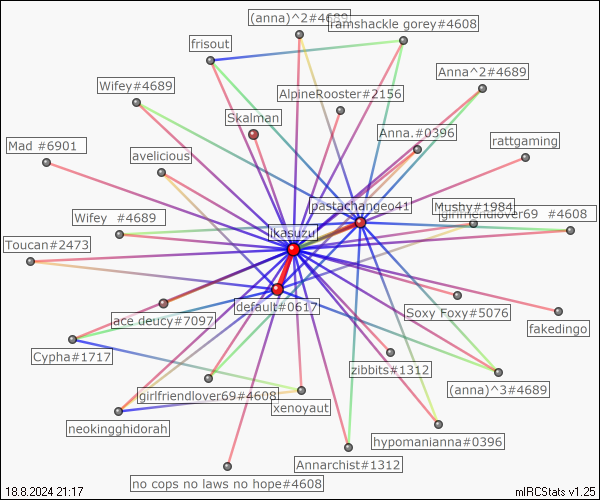 (anna)^2#4689
ramshackle gorey#4608
frisout
Anna^2#4689
Wifey#4689
AlpineRooster#2156
Skalman
Anna.#0396
rattgaming
Mad #6901
avelicious
pastachangeo41
Mushy#1984
girlfriendlover69 #4608
Wifey #4689
ikasuzu
Toucan#2473
default#0617
Soxy Foxy#5076
ace deucy#7097
fakedingo
Cypha#1717
zibbits#1312
(anna)^3#4689
girlfriendlover69#4608
xenoyaut
neokingghidorah
hypomanianna#0396
Annarchist#1312
no cops no laws no hope#4608
18.8.2024 21:17
mIRCStats v1.25